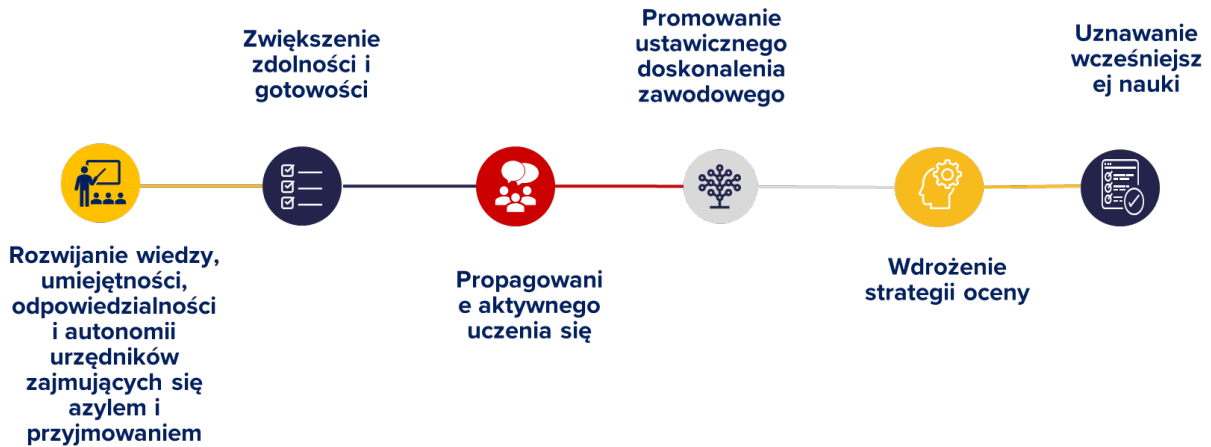 Rozwijanie wiedzy,
umiejętności,
odpowiedzialności
i autonomii
urzędników
zajmujących się
azylem i
przyjmowaniem
Zwiększenie
zdolności i
gotowości
Propagowani
e aktywnego
uczenia się
Promowanie
ustawicznego
doskonalenia
zawodowego
Wdrożenie
strategii oceny
Uznawanie
wcześniejsz
ej nauki